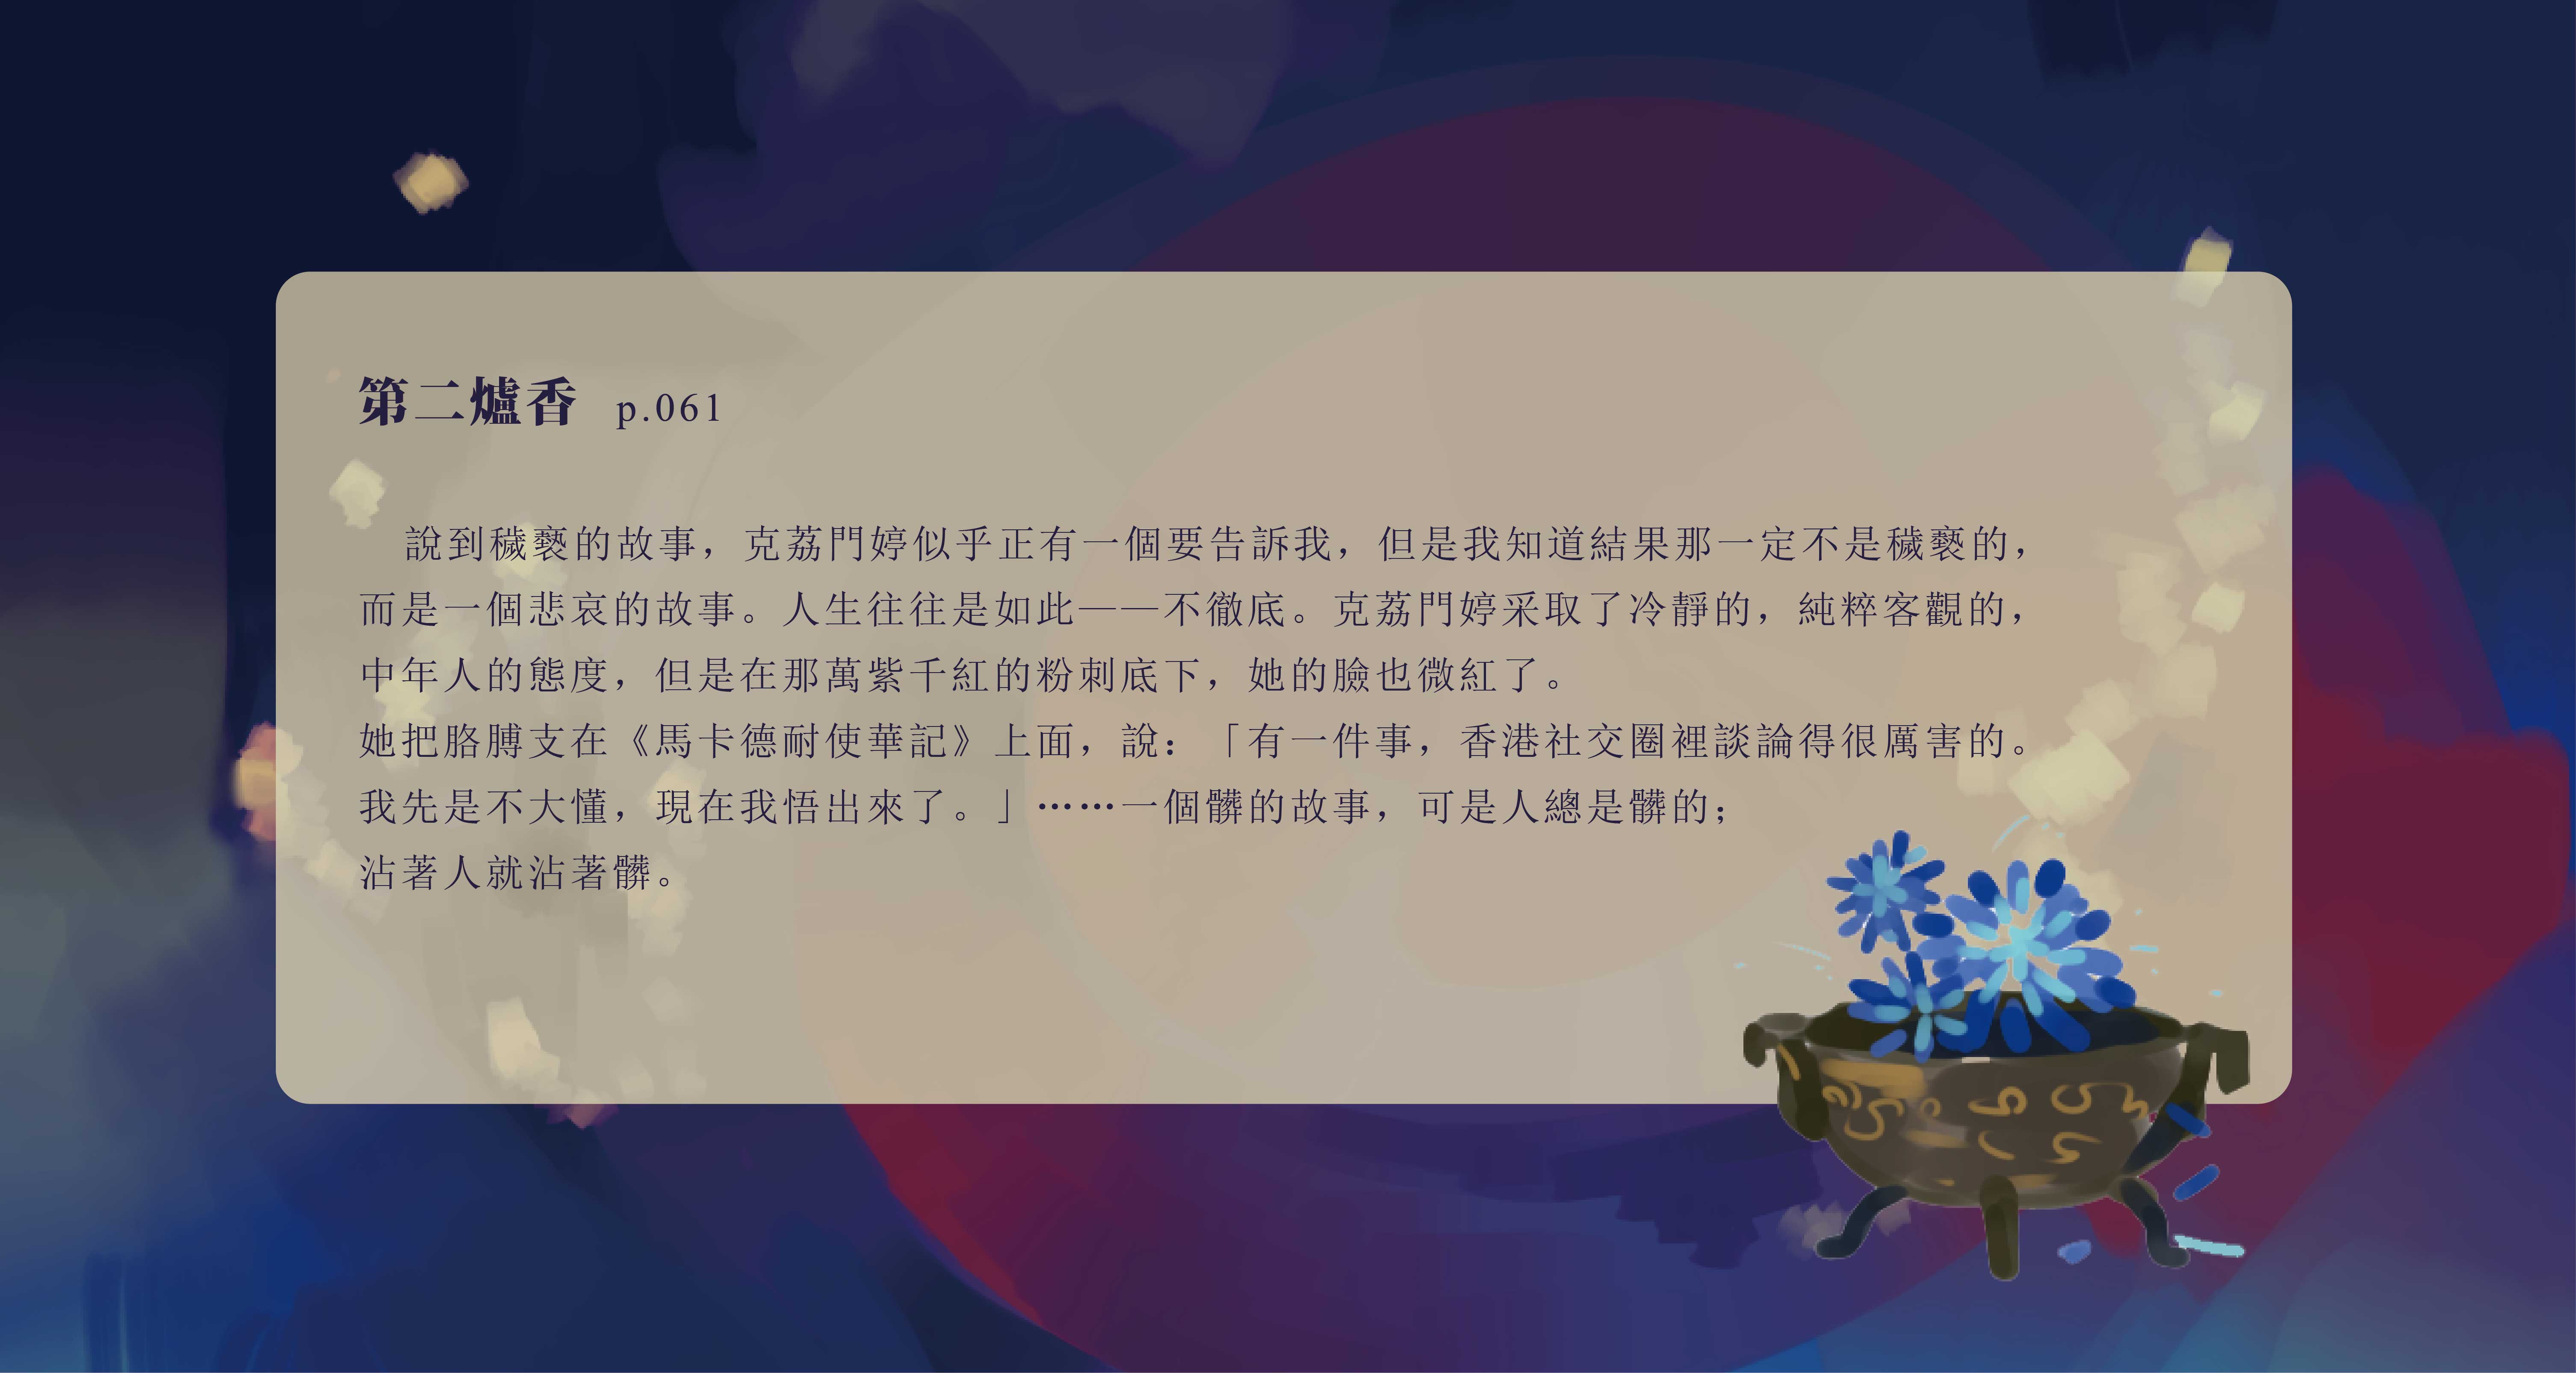 第二爐香 p.061
說到穢褻的故事，克荔門婷似乎正有一個要告訴我，但是我知道結果那一定不是穢褻的，
而是一個悲哀的故事。人生往往是如此——不徹底。克荔門婷采取了冷靜的，純粹客觀的，
中年人的態度，但是在那萬紫千紅的粉刺底下，她的臉也微紅了。
她把胳膊支在《馬卡德耐使華記》上面，說：「有一件事，香港社交圈裡談論得很厲害的。
我先是不大懂，現在我悟出來了。」……一個髒的故事，可是人總是髒的；
沾著人就沾著髒。